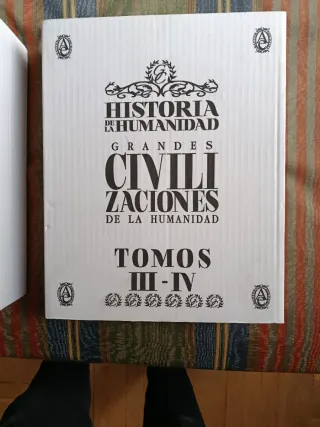 HISTORIA
DE LA HUMANIDAD
GRANDES
CIVILI
ZACIONES
DE LA HUMANIDAD
TOMOS
III-IV